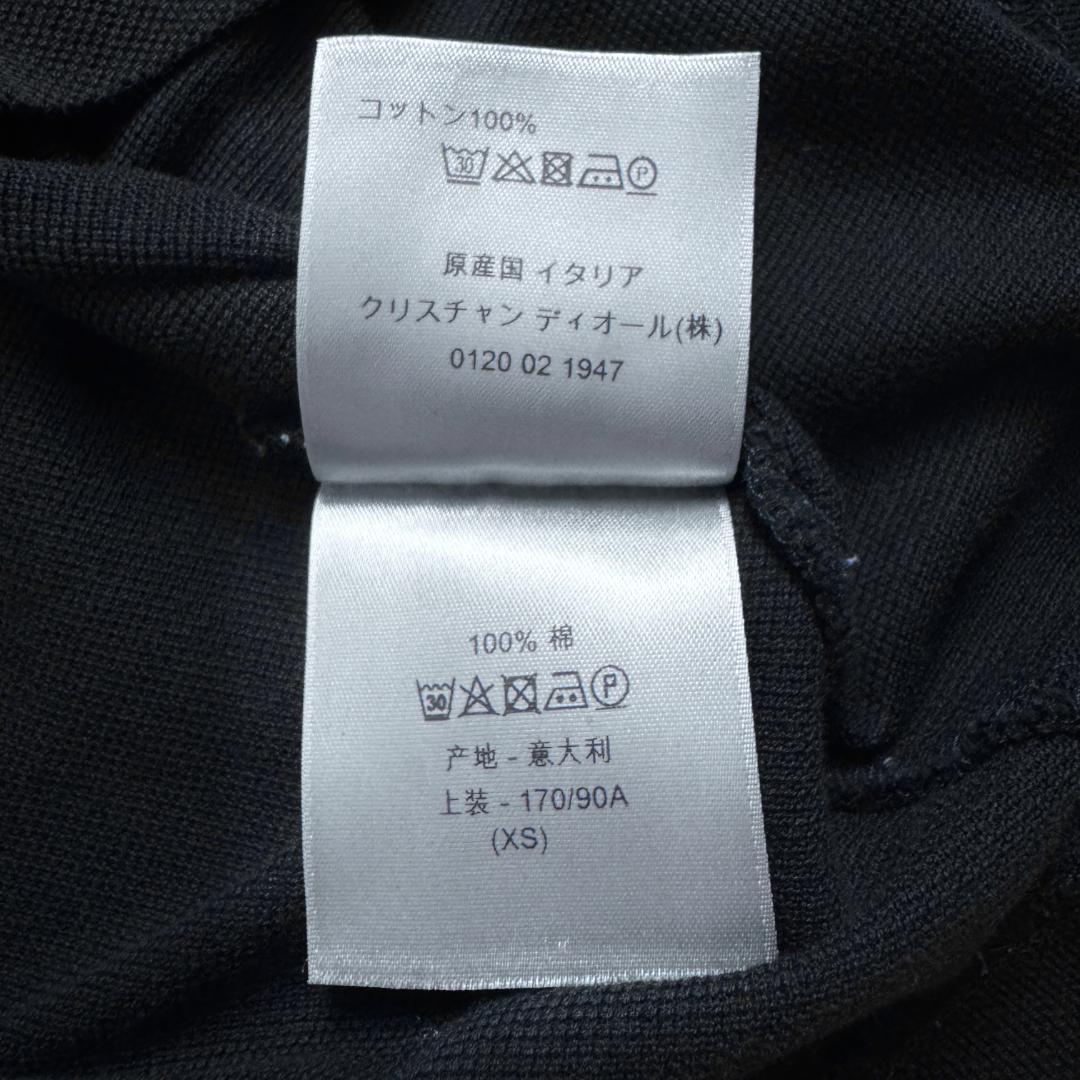 コットン100%
30 P
原産国 イタリア
クリスチャン ディオール(株)
0120 02 1947
100% 棉
30 P
产地 - 意大利
上装 - 170/90A
(XS)